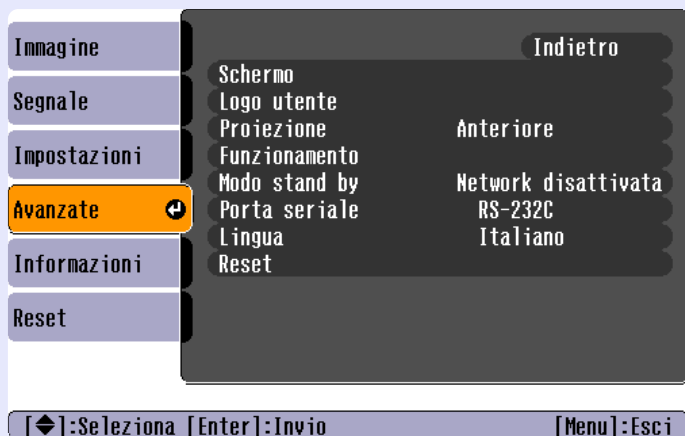 Immagine
Segnale
Impostazioni
Avanzate
Informazioni
Reset
Indietro
Schermo
Logo utente
Proiezione Anteriore
Funzionamento
Modo stand by Network disattivata
Porta seriale RS-232C
Lingua Italiano
Reset
[◆]:Seleziona [Enter]:Invio [Menu]:Esci